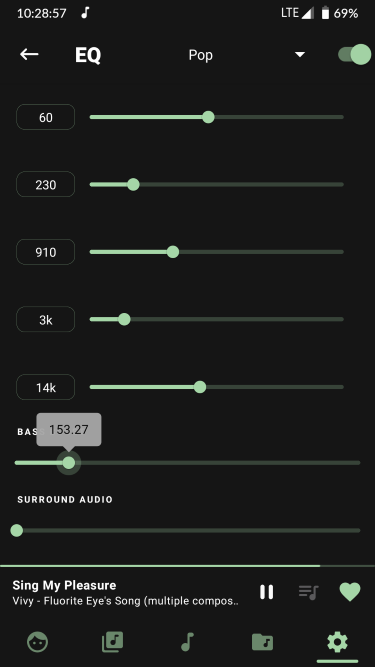 10:28:57 LTE 69%
EQ Pop
60
230
910
3k
14k
153.27
SURROUND AUDIO
Sing My Pleasure
Vivy - Fluorite Eye's Song (multiple compos..